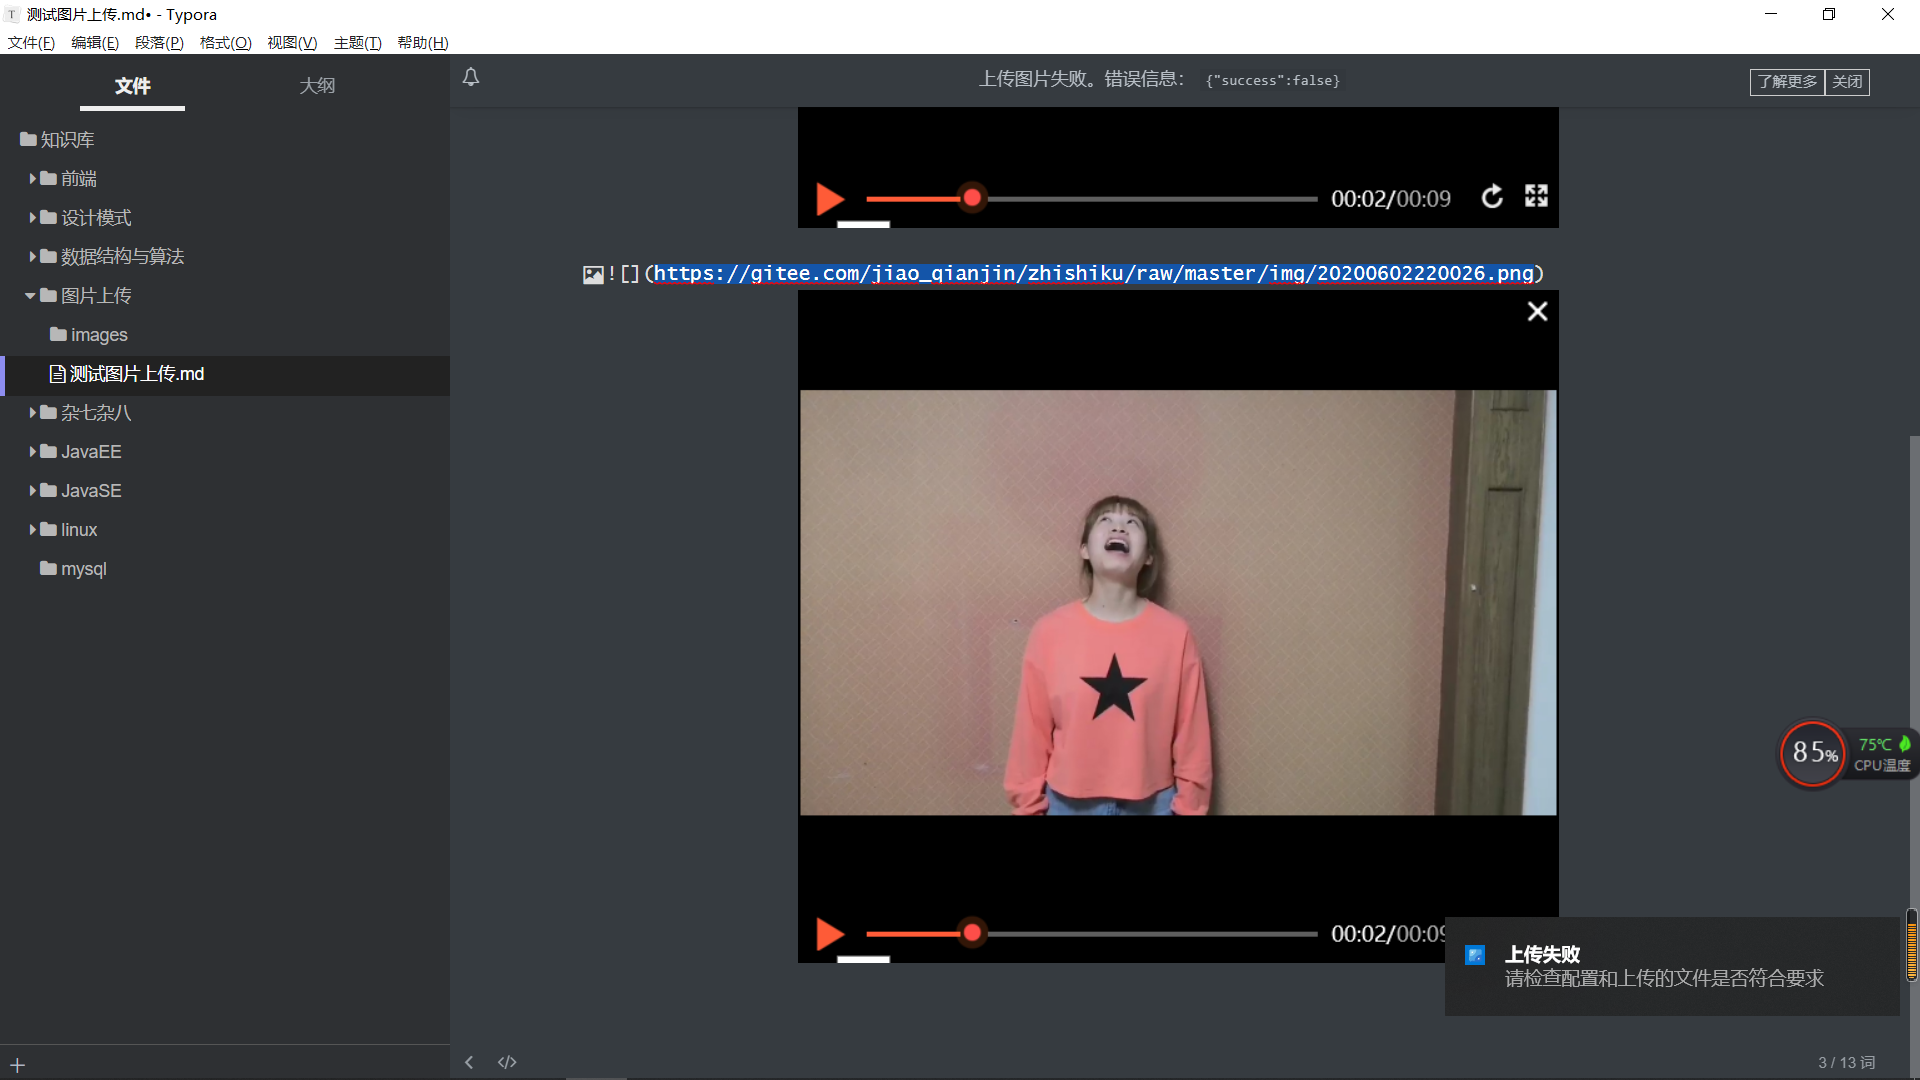 测试图片上传.md• - Typora
文件(F) 编辑(E) 段落(P) 格式(O) 视图(V) 主题(T) 帮助(H)
文件 大纲
知识库
前端
设计模式
数据结构与算法
图片上传
images
测试图片上传.md
杂七杂八
JavaEE
JavaSE
linux
mysql
上传图片失败。错误信息： {"success":false}
了解更多 关闭
00:02/00:09
![](https://gitee.com/jiao_qianjin/zhishiku/raw/master/img/20200602220026.png)
00:02/00:09
85%
75℃
CPU温度
上传失败
请检查配置和上传的文件是否符合要求
3 / 13 词